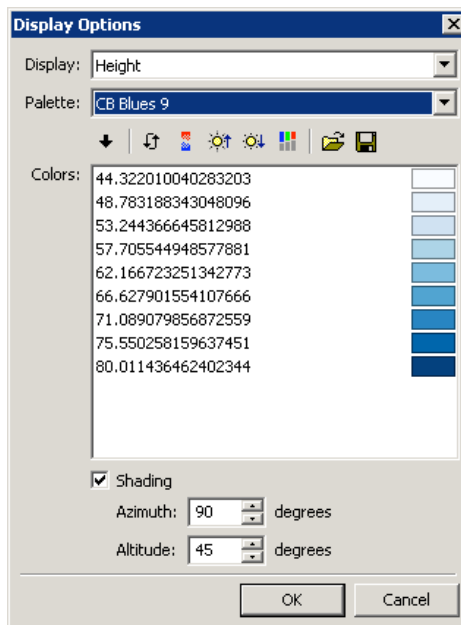 Display Options
Display: Height
Palette: CB Blues 9
Colors:
44.322010040283203
48.783188343048096
53.244366645812988
57.705544948577881
62.166723251342773
66.627901554107666
71.089079856872559
75.550258159637451
80.011436462402344
Shading
Azimuth: 90 degrees
Altitude: 45 degrees
OK Cancel